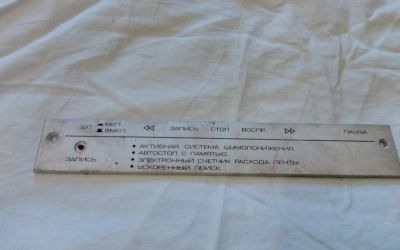 ШП ВКЛ. ЗАПИСЬ СТОП ВОСПР. ПАУЗА
ВЫКЛ.
ЗАПИСЬ
• АКТИВНАЯ СИСТЕМА ШУМОПОНИЖЕНИЯ
• АВТОСТОП С ПАМЯТЬЮ
• ЭЛЕКТРОННЫЙ СЧЕТЧИК РАСХОДА ЛЕНТЫ
• УСКОРЕННЫЙ ПОИСК